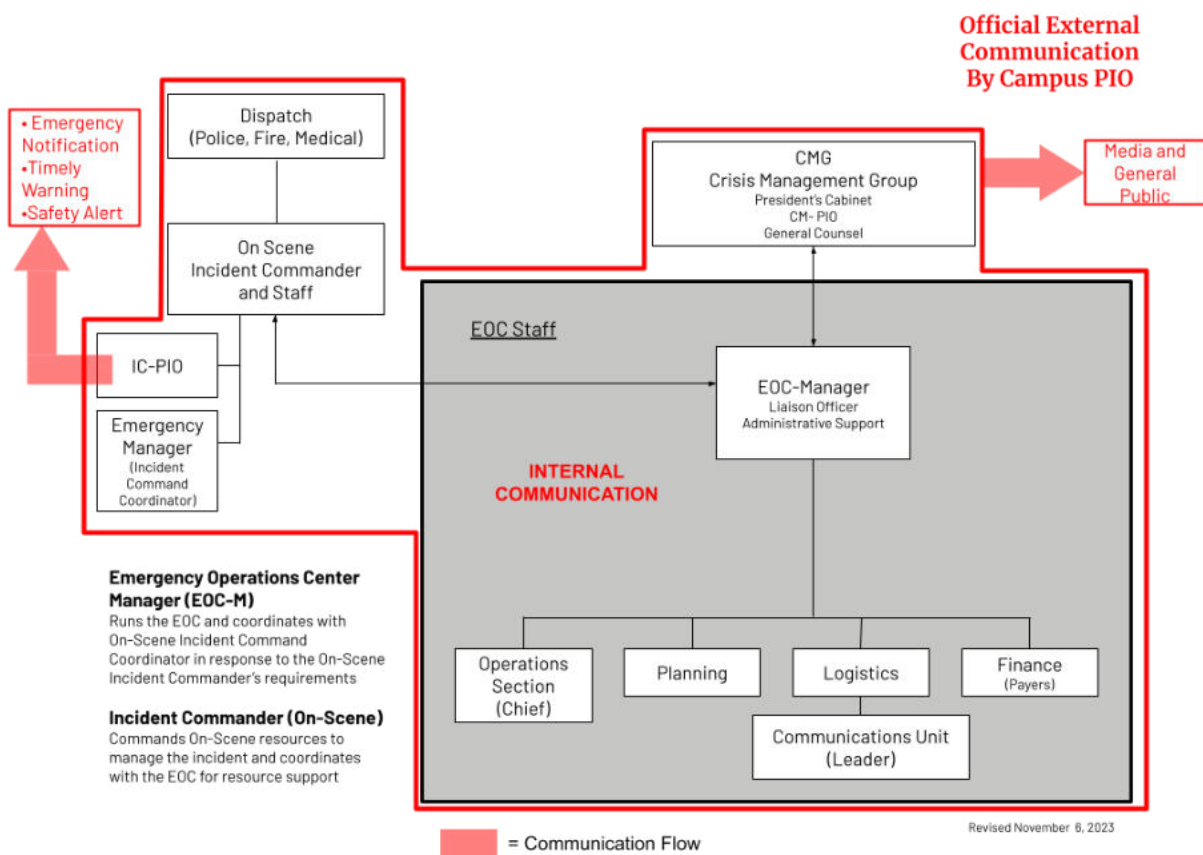 Official External
Communication
By Campus PIO
• Emergency
Notification
•Timely
Warning
•Safety Alert
Dispatch
(Police, Fire, Medical)
CMG
Crisis Management Group
President's Cabinet
CM- PIO
General Counsel
Media and
General
Public
On Scene
Incident Commander
and Staff
IC-PIO
Emergency
Manager
(Incident
Command
Coordinator)
EOC Staff
EOC-Manager
Liaison Officer
Administrative Support
INTERNAL
COMMUNICATION
Emergency Operations Center
Manager (EOC-M)
Runs the EOC and coordinates with
On-Scene Incident Command
Coordinator in response to the On-Scene
Incident Commander's requirements
Incident Commander (On-Scene)
Commands On-Scene resources to
manage the incident and coordinates
with the EOC for resource support
Operations
Section
(Chief)
Planning
Logistics
Finance
(Payers)
Communications Unit
(Leader)
Revised November 6, 2023
= Communication Flow